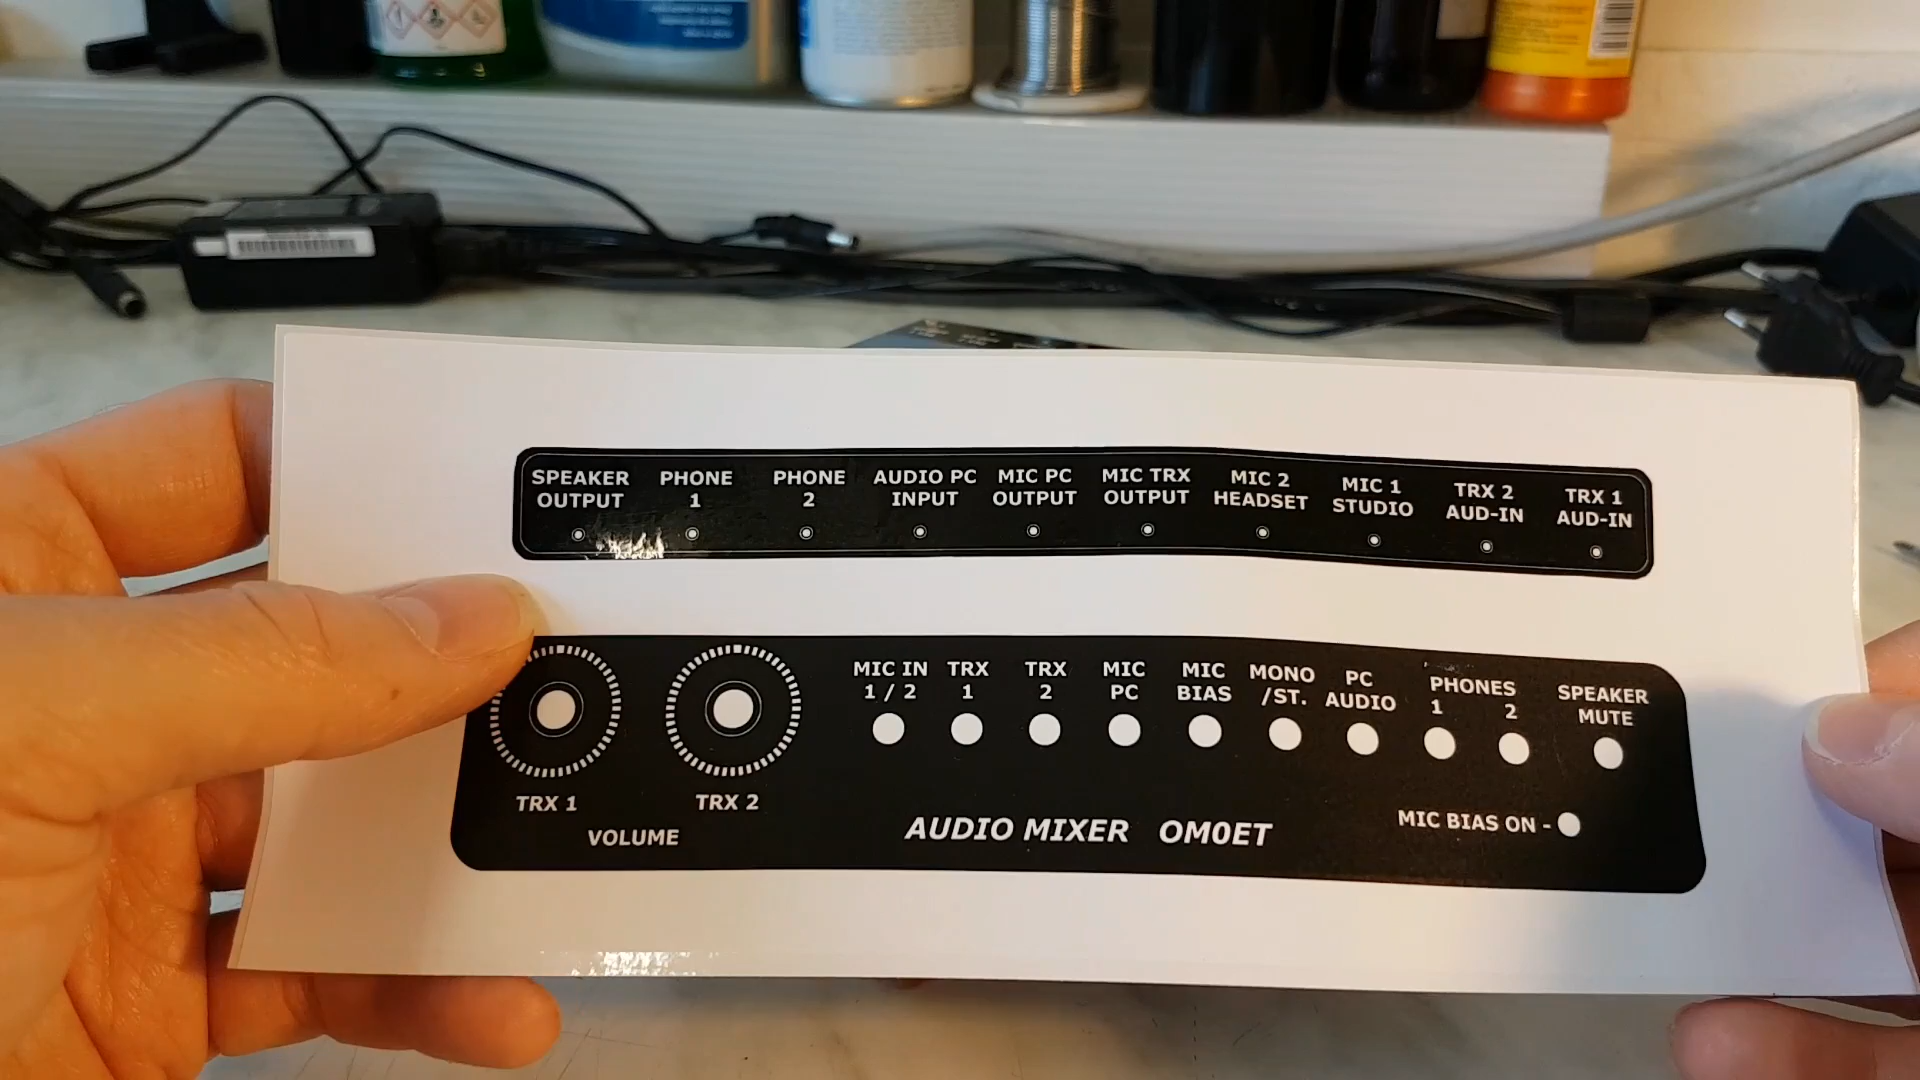 SPEAKER OUTPUT
PHONE 1
PHONE 2
AUDIO PC INPUT
MIC PC OUTPUT
MIC TRX OUTPUT
MIC 2 HEADSET
MIC 1 STUDIO
TRX 2 AUD-IN
TRX 1 AUD-IN
MIC IN 1 / 2
TRX 1
TRX 2
MIC PC
MIC BIAS
MONO /ST.
PC AUDIO
PHONES
1 2
SPEAKER MUTE
TRX 1
TRX 2
VOLUME
AUDIO MIXER OM0ET
MIC BIAS ON -